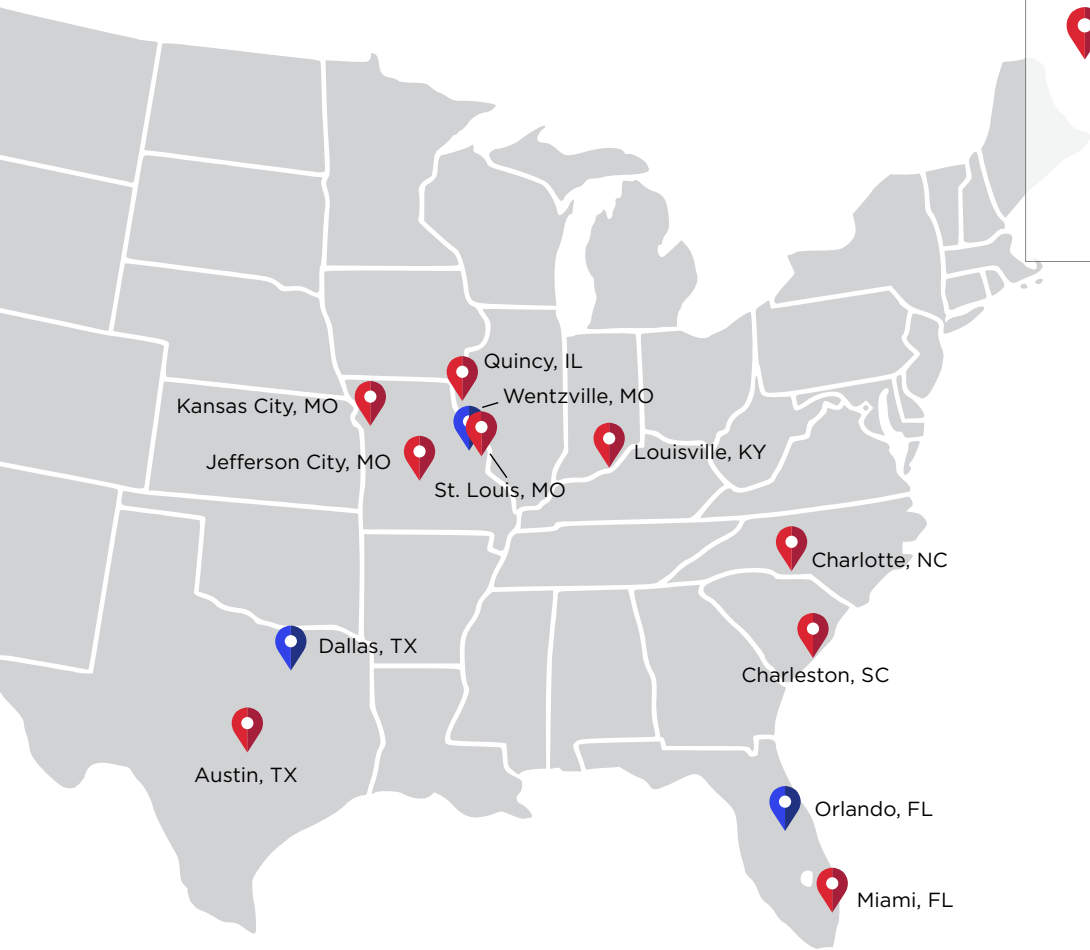 Quincy, IL
Wentzville, MO
Kansas City, MO
Louisville, KY
Jefferson City, MO
St. Louis, MO
Charlotte, NC
Dallas, TX
Charleston, SC
Austin, TX
Orlando, FL
Miami, FL